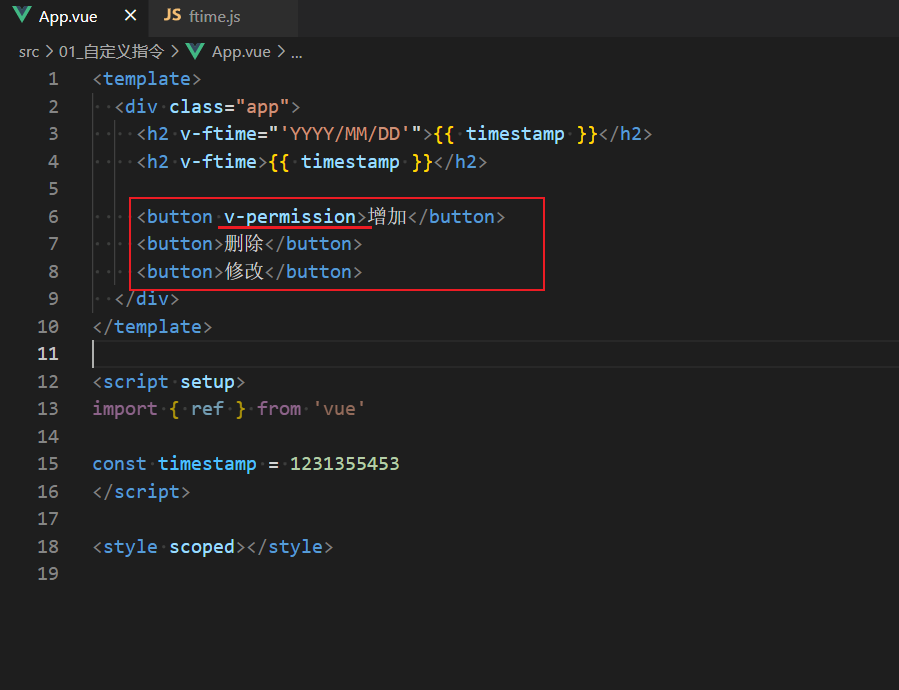 App.vue × JS ftime.js
src > 01_自定义指令 > App.vue > ...
1 <template>
2 <div class="app">
3 <h2 v-ftime="'YYYY/MM/DD'">{{ timestamp }}</h2>
4 <h2 v-ftime>{{ timestamp }}</h2>
5
6 <button v-permission>增加</button>
7 <button>删除</button>
8 <button>修改</button>
9 </div>
10 </template>
11
12 <script setup>
13 import { ref } from 'vue'
14
15 const timestamp = 1231355453
16 </script>
17
18 <style scoped></style>
19